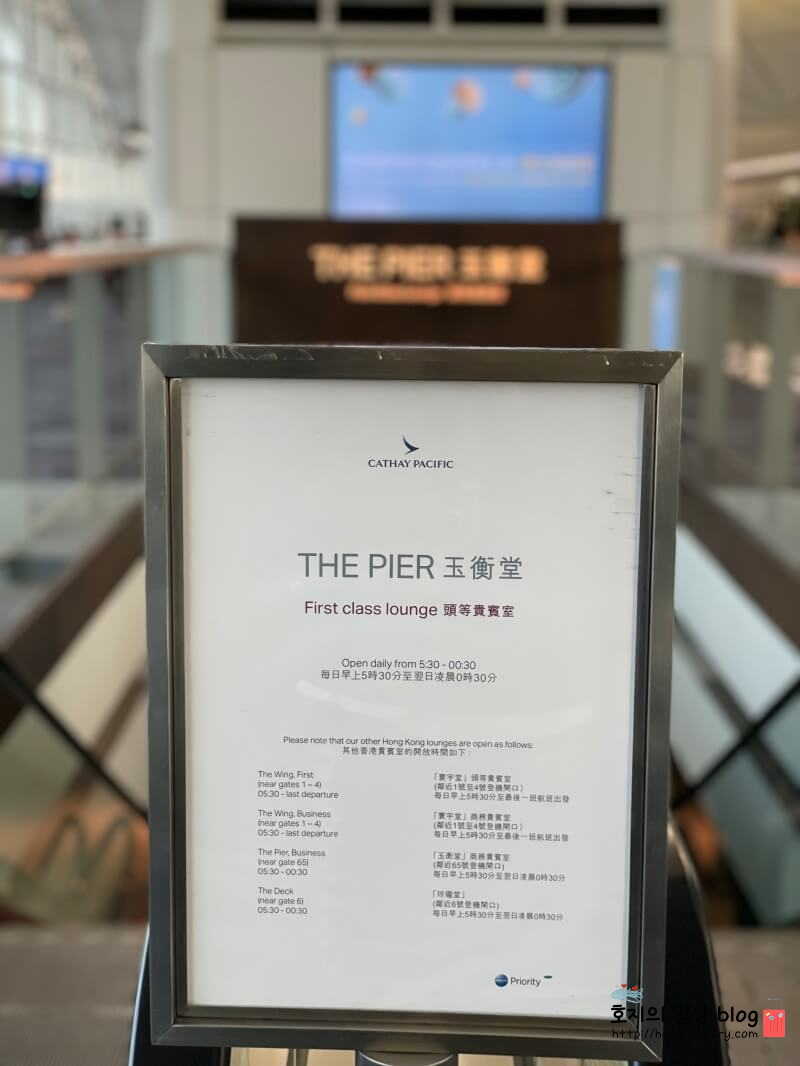 THE PIER 玉衡堂
CATHAY PACIFIC
THE PIER 玉衡堂
First class lounge 頭等貴賓室
Open daily from 5:30 - 00:30
每日早上5時30分至翌日凌晨0時30分
Please note that our other Hong Kong lounges are open as follows:
其他香港貴賓室的開放時間如下：
The Wing, First
(near gates 1 – 4)
05:30 - last departure
「寰宇堂」頭等貴賓室
(鄰近1號至4號登機閘口)
每日早上5時30分至最後一班航班出發
The Wing, Business
(near gates 1 – 4)
05:30 - last departure
「寰宇堂」商務貴賓室
(鄰近1號至4號登機閘口)
每日早上5時30分至最後一班航班出發
The Pier, Business
(near gate 65)
05:30 - 00:30
「玉衡堂」商務貴賓室
(鄰近65號登機閘口)
每日早上5時30分至翌日凌晨0時30分
The Deck
(near gate 6)
05:30 - 00:30
「玲瓏堂」
(鄰近6號登機閘口)
每日早上5時30分至翌日凌晨0時30分
Priority
호지의 일상 blog